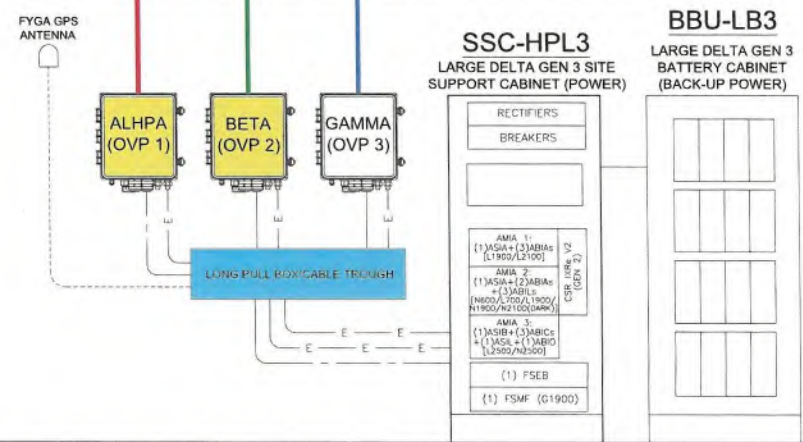 FYGA GPS
ANTENNA
ALHPA
(OVP 1)
BETA
(OVP 2)
GAMMA
(OVP 3)
E
E
E
LONG PULL BOX/CABLE TROUGH
E
E
E
E
E
SSC-HPL3
LARGE DELTA GEN 3 SITE
SUPPORT CABINET (POWER)
RECTIFIERS
BREAKERS
AMIA 1:
(1)ASIA+(3)ABIAs
[L1900/L2100]
AMIA 2:
(1)ASIA+(2)ABIAs
+(3)ABILs
[N600/L700/L1900/
N1900/N2100(DARK)]
CSR IXRe V2
(GEN 2)
AMIA 3:
(1)ASIB+(3)ABICs
+(1)ASIL+(1)ABIO
[L2500/N2500]
(1) FSEB
(1) FSMF (G1900)
BBU-LB3
LARGE DELTA GEN 3
BATTERY CABINET
(BACK-UP POWER)